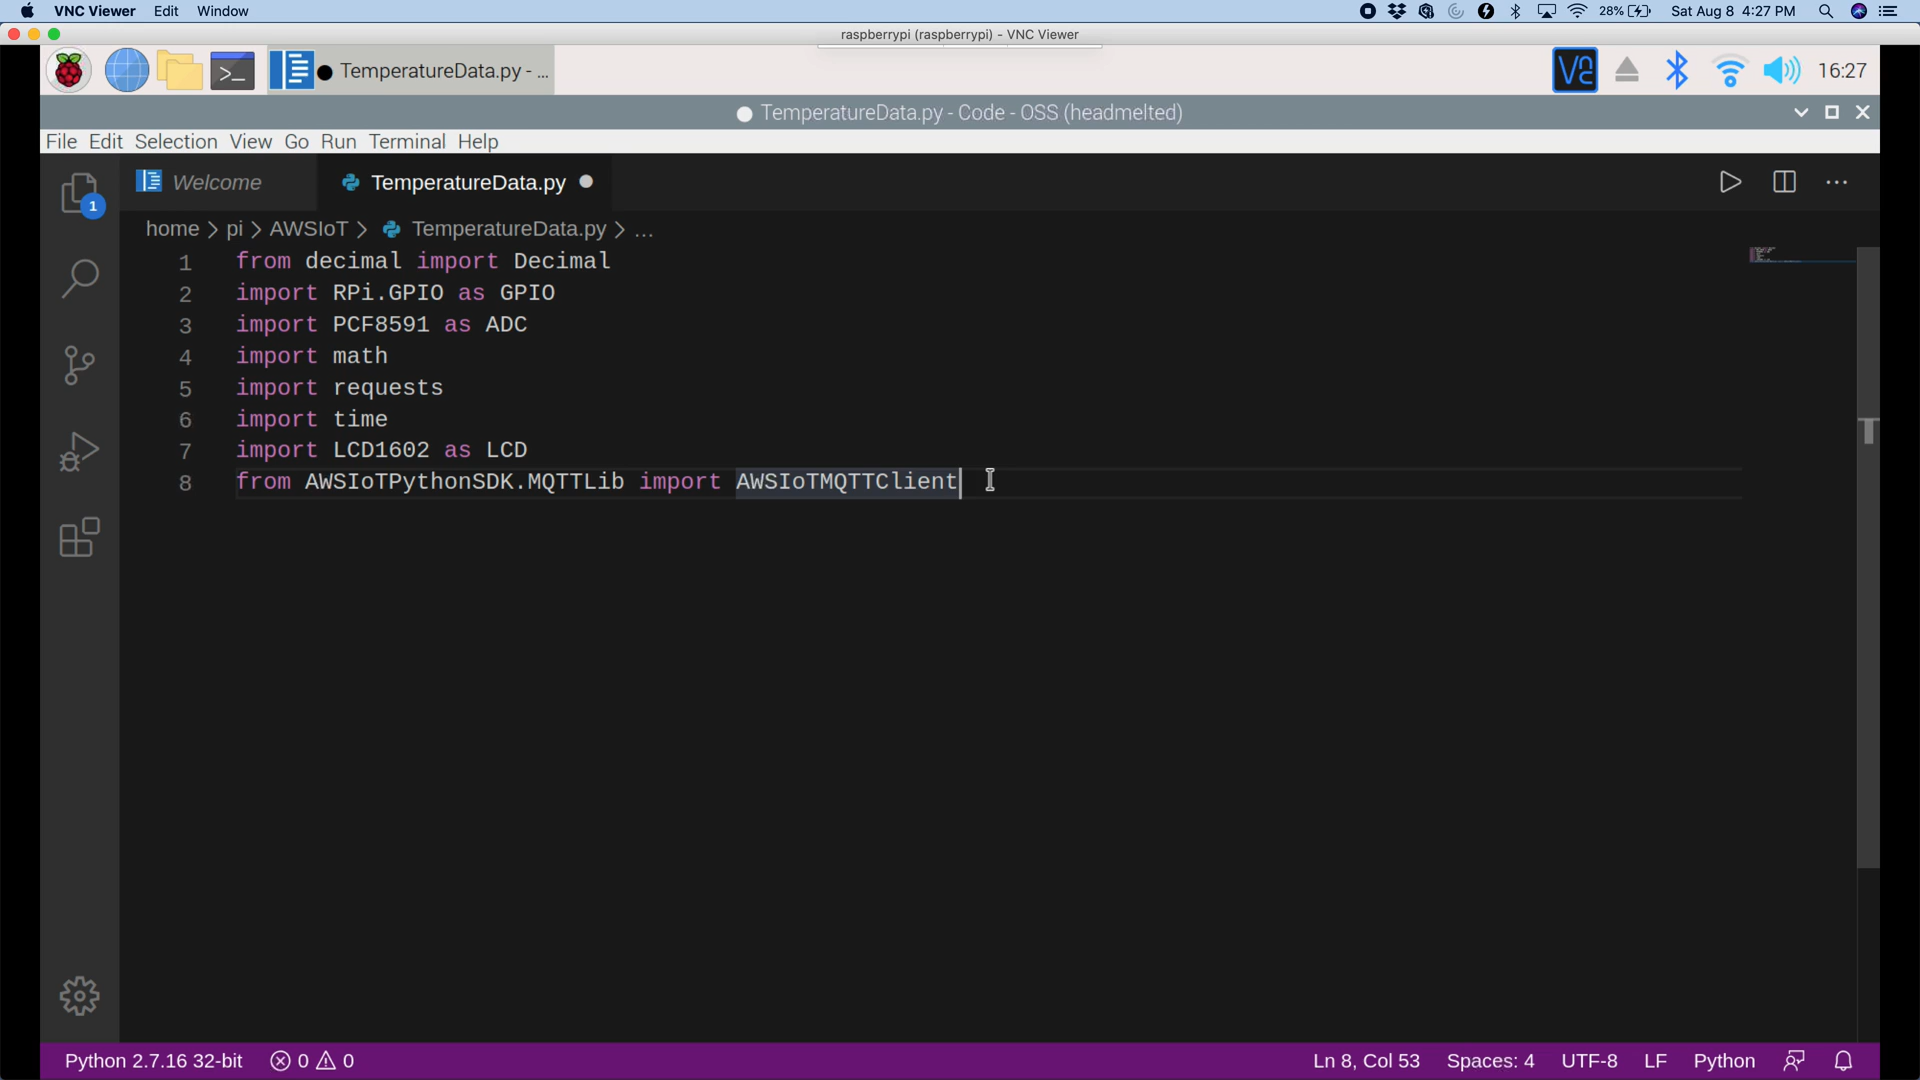 VNC Viewer Edit Window 28% Sat Aug 8 4:27 PM
raspberrypi (raspberrypi) - VNC Viewer
TemperatureData.py - ... 16:27
TemperatureData.py - Code - OSS (headmelted)
File Edit Selection View Go Run Terminal Help
Welcome TemperatureData.py
1
home > pi > AWSIoT > TemperatureData.py > ...
1 from decimal import Decimal
2 import RPi.GPIO as GPIO
3 import PCF8591 as ADC
4 import math
5 import requests
6 import time
7 import LCD1602 as LCD
8 from AWSIoTPythonSDK.MQTTLib import AWSIoTMQTTClient
Python 2.7.16 32-bit 0 0 Ln 8, Col 53 Spaces: 4 UTF-8 LF Python